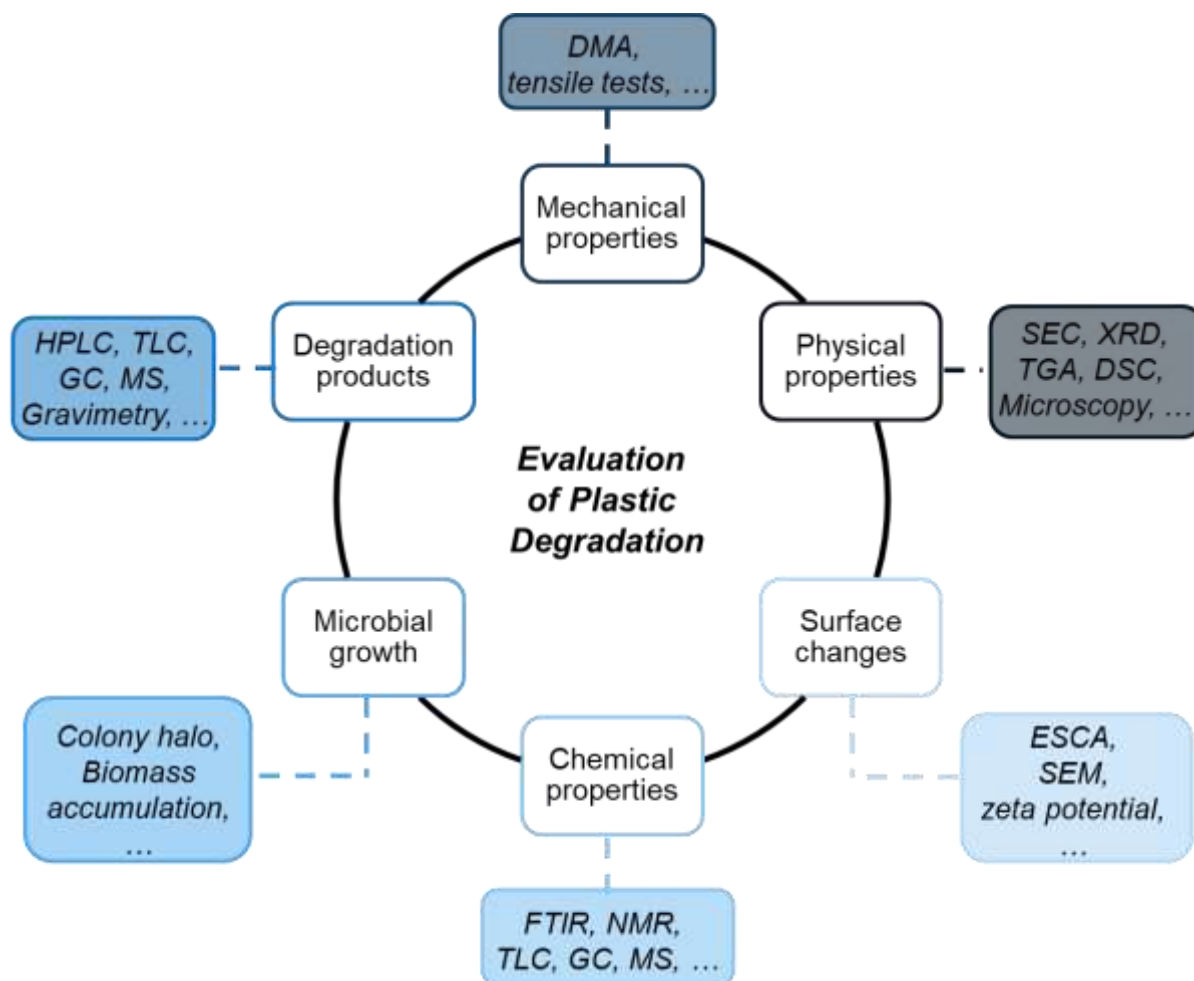 DMA,
tensile tests, …
Mechanical
properties
Degradation
products
HPLC, TLC,
GC, MS,
Gravimetry, …
Physical
properties
SEC, XRD,
TGA, DSC,
Microscopy, …
Evaluation
of Plastic
Degradation
Microbial
growth
Colony halo,
Biomass
accumulation,
…
Surface
changes
ESCA,
SEM,
zeta potential,
…
Chemical
properties
FTIR, NMR,
TLC, GC, MS, …